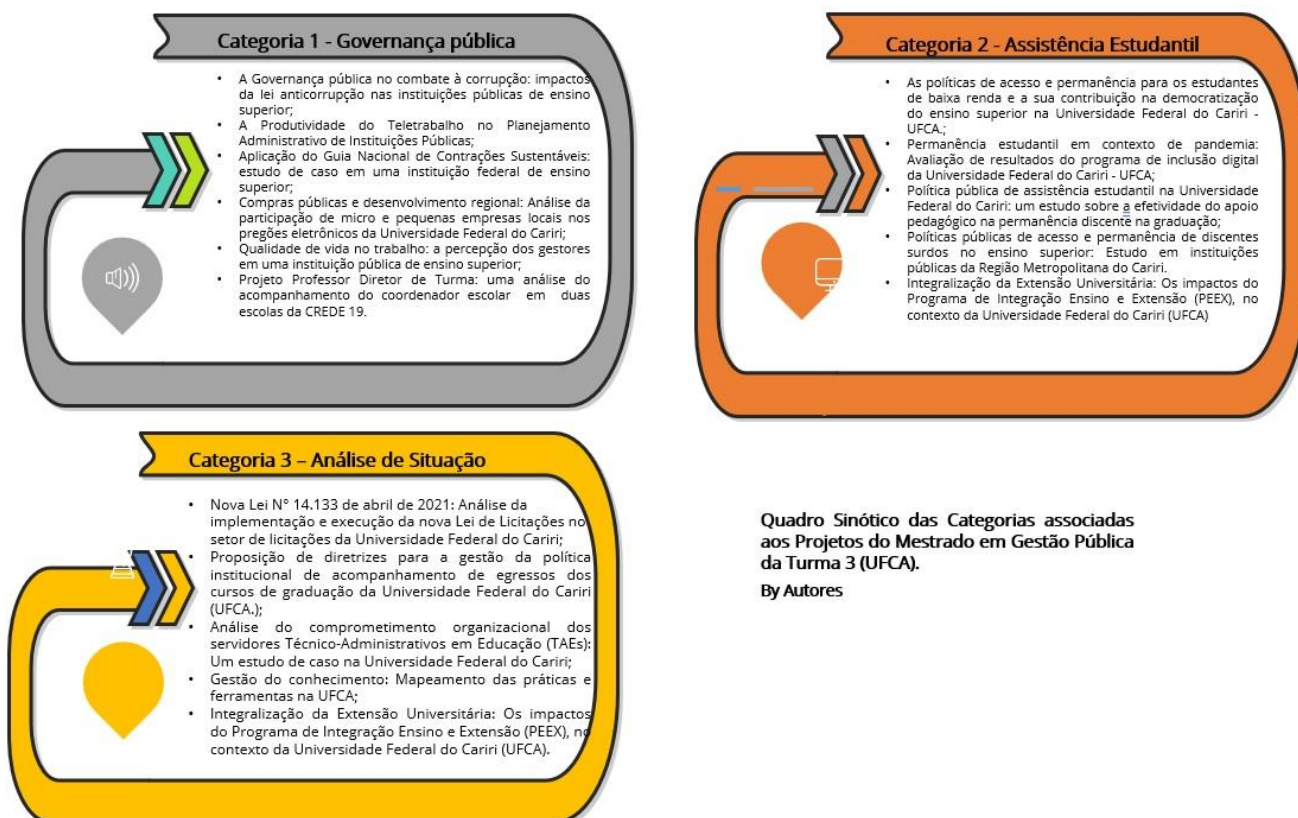 Categoria 1 - Governança pública
• A Governança pública no combate à corrupção: impactos
da lei anticorrupção nas instituições públicas de ensino
superior;
• A Produtividade do Teletrabalho no Planejamento
Administrativo de Instituições Públicas;
• Aplicação do Guia Nacional de Contrações Sustentáveis:
estudo de caso em uma instituição federal de ensino
superior;
• Compras públicas e desenvolvimento regional: Análise da
participação de micro e pequenas empresas locais nos
pregões eletrônicos da Universidade Federal do Cariri;
• Qualidade de vida no trabalho: a percepção dos gestores
em uma instituição pública de ensino superior;
• Projeto Professor Diretor de Turma: uma análise do
acompanhamento do coordenador escolar em duas
escolas da CREDE 19.
Categoria 2 - Assistência Estudantil
• As políticas de acesso e permanência para os estudantes
de baixa renda e a sua contribuição na democratização
do ensino superior na Universidade Federal do Cariri -
UFCA.;
• Permanência estudantil em contexto de pandemia:
Avaliação de resultados do programa de inclusão digital
da Universidade Federal do Cariri - UFCA;
• Política pública de assistência estudantil na Universidade
Federal do Cariri: um estudo sobre a efetividade do apoio
pedagógico na permanência discente na graduação;
• Políticas públicas de acesso e permanência de discentes
surdos no ensino superior: Estudo em instituições
públicas da Região Metropolitana do Cariri.
• Integralização da Extensão Universitária: Os impactos do
Programa de Integração Ensino e Extensão (PEEX), no
contexto da Universidade Federal do Cariri (UFCA)
Categoria 3 – Análise de Situação
• Nova Lei N° 14.133 de abril de 2021: Análise da
implementação e execução da nova Lei de Licitações no
setor de licitações da Universidade Federal do Cariri;
• Proposição de diretrizes para a gestão da política
institucional de acompanhamento de egressos dos
cursos de graduação da Universidade Federal do Cariri
(UFCA.);
• Análise do comprometimento organizacional dos
servidores Técnico-Administrativos em Educação (TAEs):
Um estudo de caso na Universidade Federal do Cariri;
• Gestão do conhecimento: Mapeamento das práticas e
ferramentas na UFCA;
• Integralização da Extensão Universitária: Os impactos
do Programa de Integração Ensino e Extensão (PEEX), no
contexto da Universidade Federal do Cariri (UFCA).
Quadro Sinótico das Categorias associadas
aos Projetos do Mestrado em Gestão Pública
da Turma 3 (UFCA).
By Autores